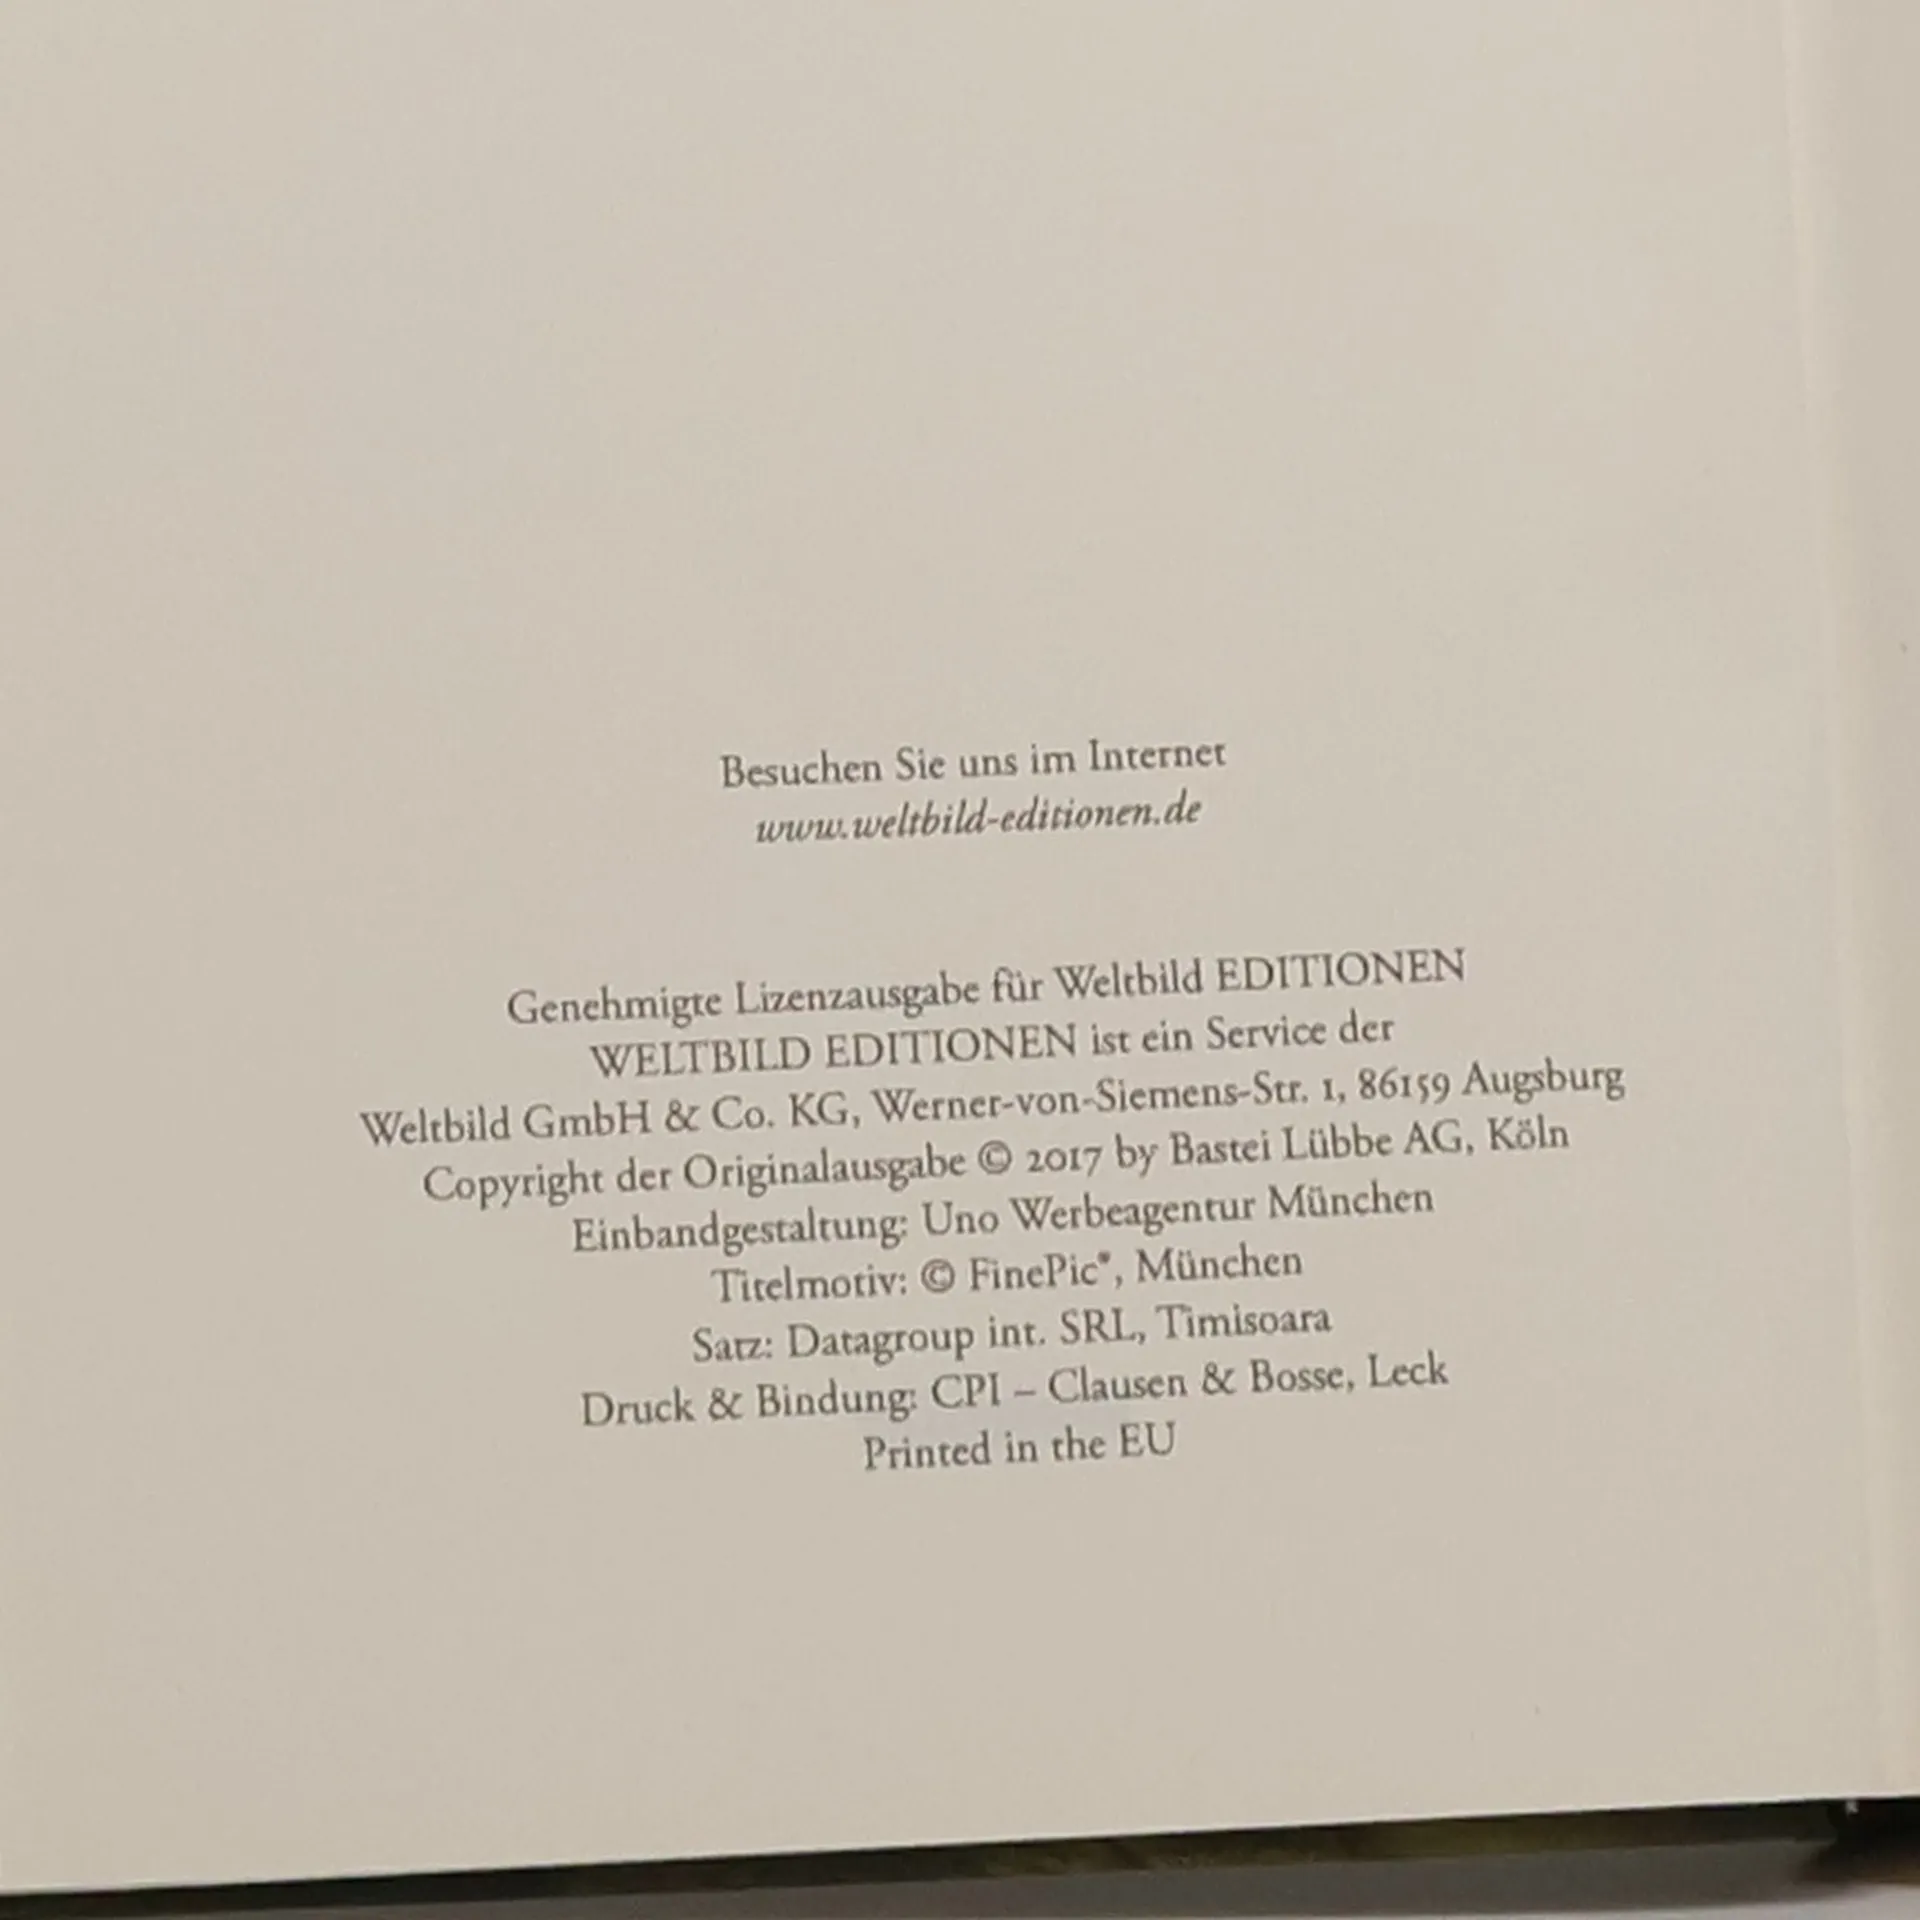 Besuchen Sie uns im Internet
www.weltbild-editionen.de
Genehmigte Lizenzausgabe für Weltbild EDITIONEN
WELTBILD EDITIONEN ist ein Service der
Weltbild GmbH & Co. KG, Werner-von-Siemens-Str. 1, 86159 Augsburg
Copyright der Originalausgabe © 2017 by Bastei Lübbe AG, Köln
Einbandgestaltung: Uno Werbeagentur München
Titelmotiv: © FinePic®, München
Satz: Datagroup int. SRL, Timisoara
Druck & Bindung: CPI – Clausen & Bosse, Leck
Printed in the EU